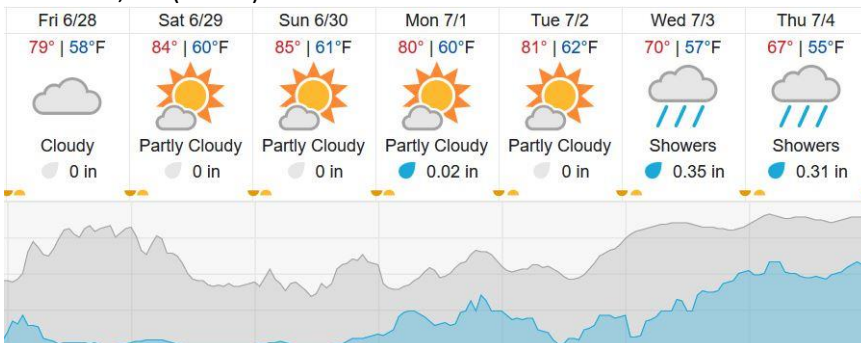 Fri 6/28 Sat 6/29 Sun 6/30 Mon 7/1 Tue 7/2 Wed 7/3 Thu 7/4
79° | 58°F 84° | 60°F 85° | 61°F 80° | 60°F 81° | 62°F 70° | 57°F 67° | 55°F
Cloudy Partly Cloudy Partly Cloudy Partly Cloudy Partly Cloudy Showers Showers
0 in 0 in 0 in 0.02 in 0 in 0.35 in 0.31 in